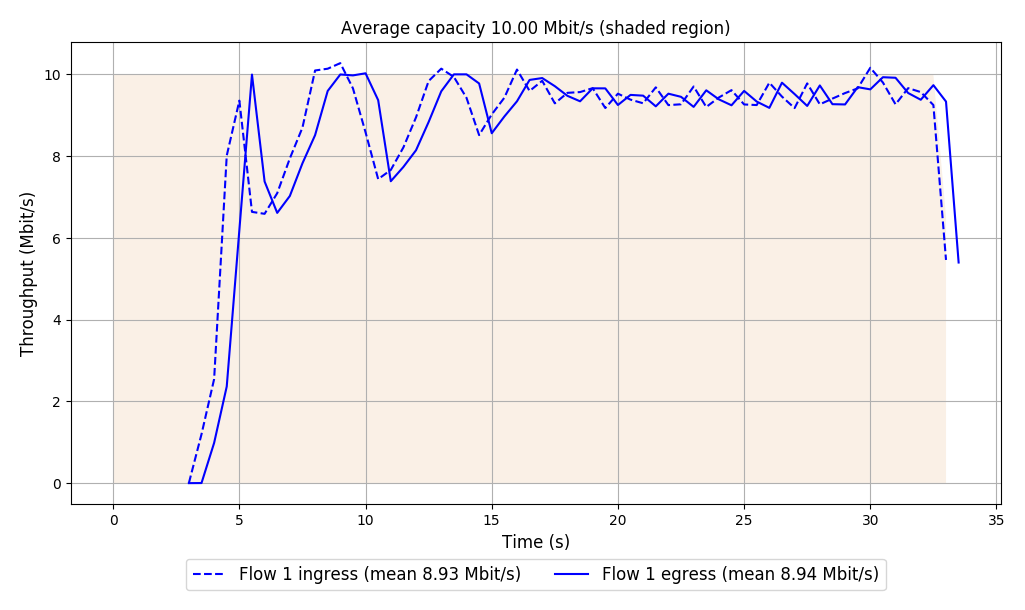 Average capacity 10.00 Mbit/s (shaded region)
Throughput (Mbit/s)
10
8
6
4
2
0
0 5 10 15 20 25 30 35
Time (s)
Flow 1 ingress (mean 8.93 Mbit/s) Flow 1 egress (mean 8.94 Mbit/s)